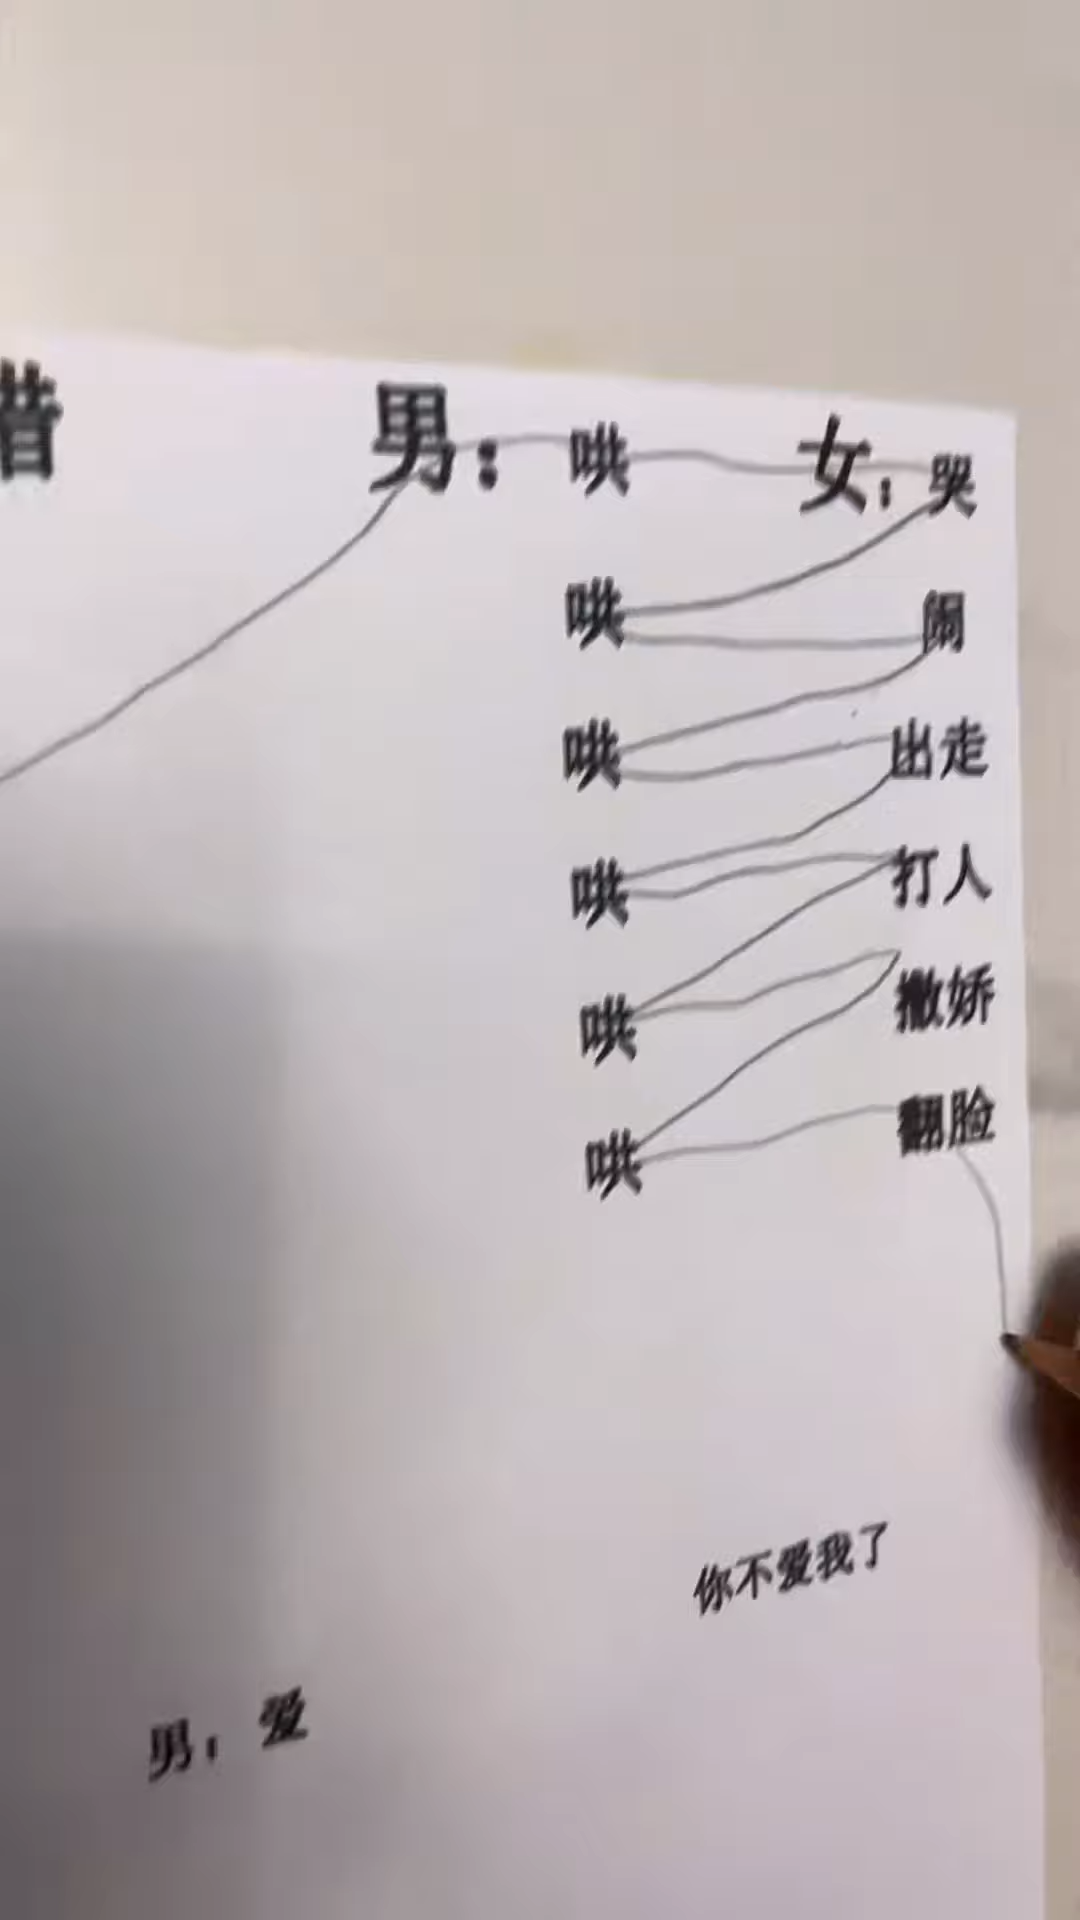 男：哄 女：哭
哄 闹
哄 出走
哄 打人
哄 撒娇
哄 翻脸
你不爱我了
男：爱